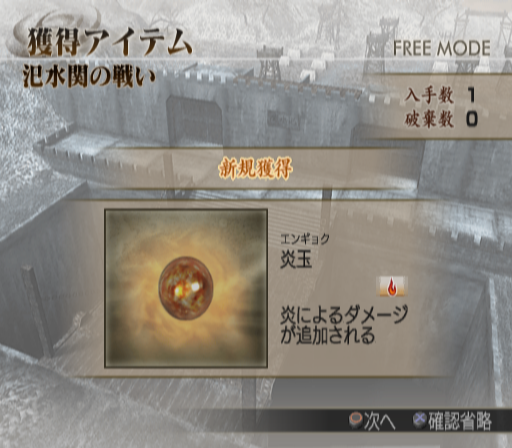 獲得アイテム
FREE MODE
汜水関の戦い
入手数 1
破棄数 0
新規獲得
エンギョク
炎玉
炎によるダメージ
が追加される
次へ 確認省略